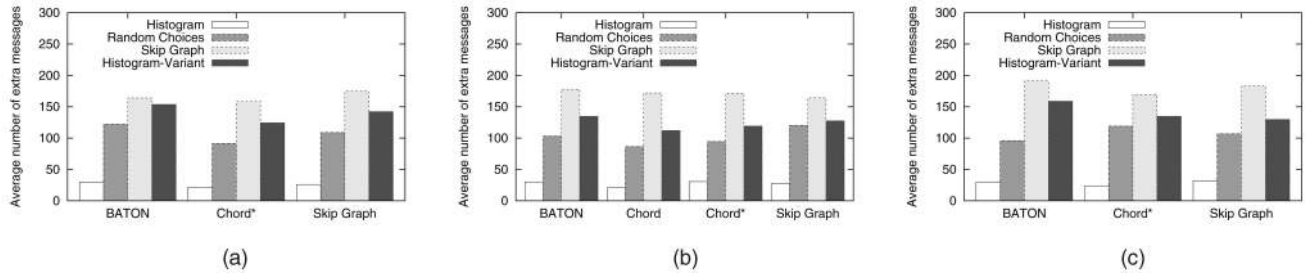 Average number of extra messages
300
250
200
150
100
50
0
Histogram
Random Choices
Skip Graph
Histogram-Variant
BATON Chord* Skip Graph
(a)
Average number of extra messages
300
250
200
150
100
50
0
Histogram
Random Choices
Skip Graph
Histogram-Variant
BATON Chord Chord* Skip Graph
(b)
Average number of extra messages
300
250
200
150
100
50
0
Histogram
Random Choices
Skip Graph
Histogram-Variant
BATON Chord* Skip Graph
(c)